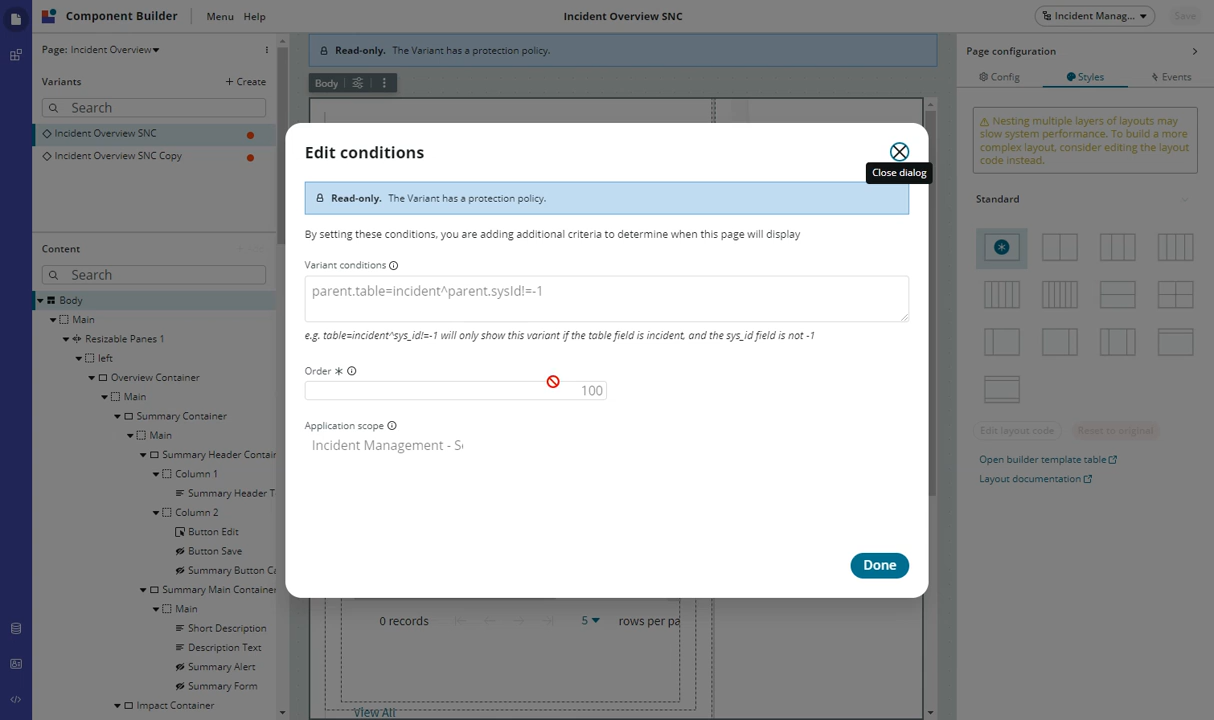 Component Builder
Menu
Help
Incident Overview SNC
Incident Manag...
Save
Page: Incident Overview
Variants
Create
Search
Incident Overview SNC
Incident Overview SNC Copy
Content
Search
Body
Main
Resizable Panes 1
left
Overview Container
Main
Summary Container
Main
Summary Header Contain
Column 1
Summary Header T
Column 2
Button Edit
Button Save
Summary Button Ca
Summary Main Container
Main
Short Description
Description Text
Summary Alert
Summary Form
Impact Container
Read-only. The Variant has a protection policy.
Body
Edit conditions
Close dialog
Read-only. The Variant has a protection policy.
By setting these conditions, you are adding additional criteria to determine when this page will display
Variant conditions
parent.table=incident^parent.sysId!=-1
e.g. table=incident^sys_id!=-1 will only show this variant if the table field is incident, and the sys_id field is not -1
Order *
100
Application scope
Incident Management - S
Done
0 records
5
rows per pa
View All
Page configuration
Config
Styles
Events
Nesting multiple layers of layouts may
slow system performance. To build a more
complex layout, consider editing the layout
code instead.
Standard
Edit layout code
Reset to original
Open builder template table
Layout documentation